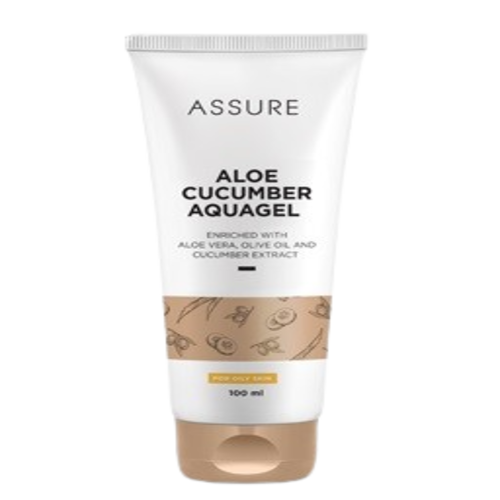 ASSURE
ALOE
CUCUMBER
AQUAGEL
ENRICHED WITH
ALOE VERA, OLIVE OIL AND
CUCUMBER EXTRACT
FOR OILY SKIN
100 ml